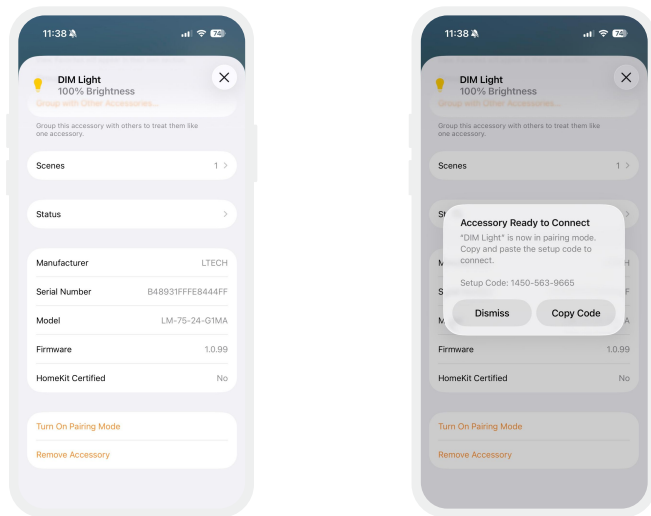 11:38
74
DIM Light
100% Brightness
Group with Other Accessories...
Group this accessory with others to treat them like
one accessory.
Scenes 1
Status
Manufacturer LTECH
Serial Number B48931FFFE8444FF
Model LM-75-24-G1MA
Firmware 1.0.99
HomeKit Certified No
Turn On Pairing Mode
Remove Accessory
11:38
74
DIM Light
100% Brightness
Group with Other Accessories...
Group this accessory with others to treat them like
one accessory.
Scenes 1
Accessory Ready to Connect
"DIM Light" is now in pairing mode.
Copy and paste the setup code to
connect.
Setup Code: 1450-563-9665
Dismiss Copy Code
Firmware 1.0.99
HomeKit Certified No
Turn On Pairing Mode
Remove Accessory